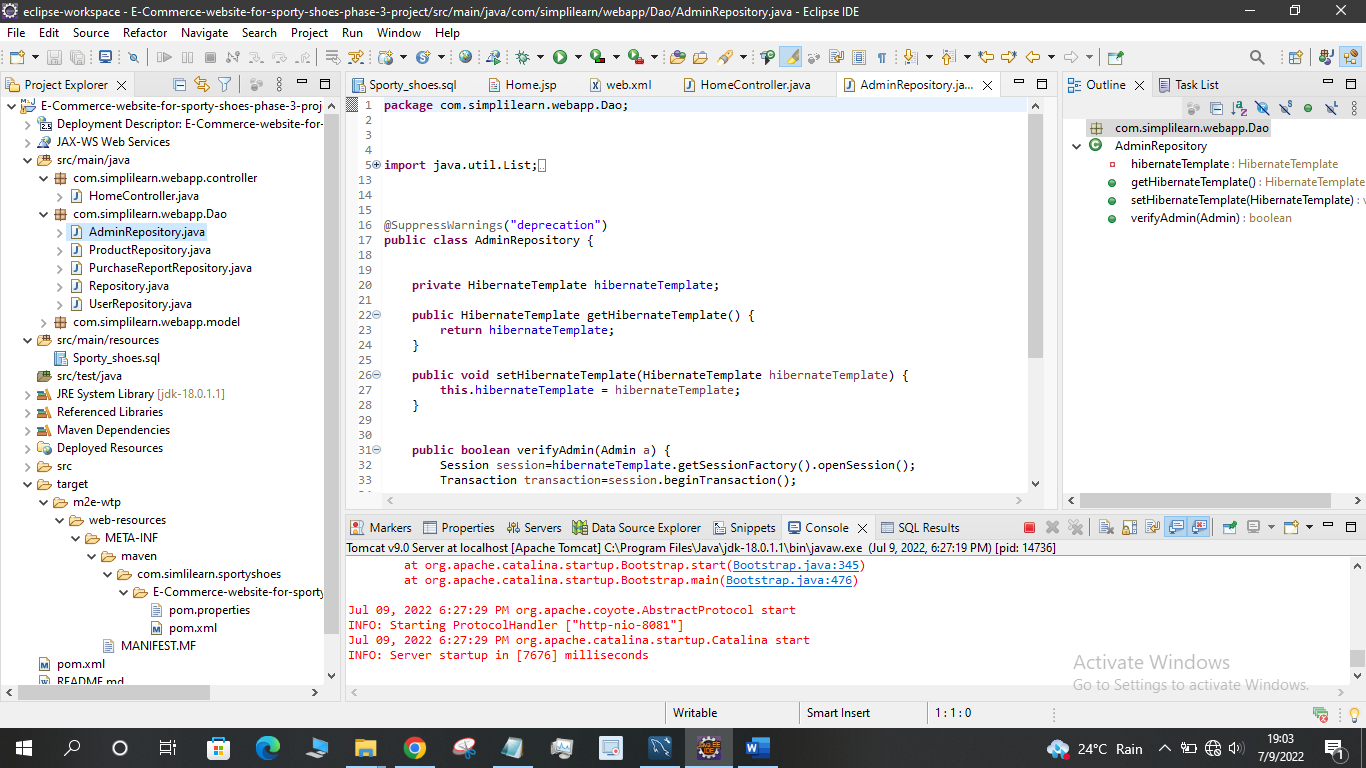 eclipse-workspace - E-Commerce-website-for-sporty-shoes-phase-3-project/src/main/java/com/simplilearn/webapp/Dao/AdminRepository.java - Eclipse IDE
File Edit Source Refactor Navigate Search Project Run Window Help
Project Explorer
E-Commerce-website-for-sporty-shoes-phase-3-proj
Deployment Descriptor: E-Commerce-website-for-
JAX-WS Web Services
src/main/java
com.simplilearn.webapp.controller
HomeController.java
com.simplilearn.webapp.Dao
AdminRepository.java
ProductRepository.java
PurchaseReportRepository.java
Repository.java
UserRepository.java
com.simplilearn.webapp.model
src/main/resources
Sporty_shoes.sql
src/test/java
JRE System Library [jdk-18.0.1.1]
Referenced Libraries
Maven Dependencies
Deployed Resources
src
target
m2e-wtp
web-resources
META-INF
maven
com.simlilearn.sportyshoes
E-Commerce-website-for-sporty
pom.properties
pom.xml
MANIFEST.MF
pom.xml
README.md
Sporty_shoes.sql Home.jsp web.xml HomeController.java AdminRepository.ja...
1 package com.simplilearn.webapp.Dao;
2
3
4
5 import java.util.List;
13
14
15
16 @SuppressWarnings("deprecation")
17 public class AdminRepository {
18
19
20 private HibernateTemplate hibernateTemplate;
21
22 public HibernateTemplate getHibernateTemplate() {
23 return hibernateTemplate;
24 }
25
26 public void setHibernateTemplate(HibernateTemplate hibernateTemplate) {
27 this.hibernateTemplate = hibernateTemplate;
28 }
29
30
31 public boolean verifyAdmin(Admin a) {
32 Session session=hibernateTemplate.getSessionFactory().openSession();
33 Transaction transaction=session.beginTransaction();
Outline Task List
com.simplilearn.webapp.Dao
AdminRepository
hibernateTemplate : HibernateTemplate
getHibernateTemplate() : HibernateTemplate
setHibernateTemplate(HibernateTemplate) : v
verifyAdmin(Admin) : boolean
Markers Properties Servers Data Source Explorer Snippets Console SQL Results
Tomcat v9.0 Server at localhost [Apache Tomcat] C:\Program Files\Java\jdk-18.0.1.1\bin\javaw.exe (Jul 9, 2022, 6:27:19 PM) [pid: 14736]
at org.apache.catalina.startup.Bootstrap.start(Bootstrap.java:345)
at org.apache.catalina.startup.Bootstrap.main(Bootstrap.java:476)
Jul 09, 2022 6:27:29 PM org.apache.coyote.AbstractProtocol start
INFO: Starting ProtocolHandler ["http-nio-8081"]
Jul 09, 2022 6:27:29 PM org.apache.catalina.startup.Catalina start
INFO: Server startup in [7676] milliseconds
Activate Windows
Go to Settings to activate Windows.
Writable Smart Insert 1 : 1 : 0
24°C Rain
19:03
7/9/2022
1